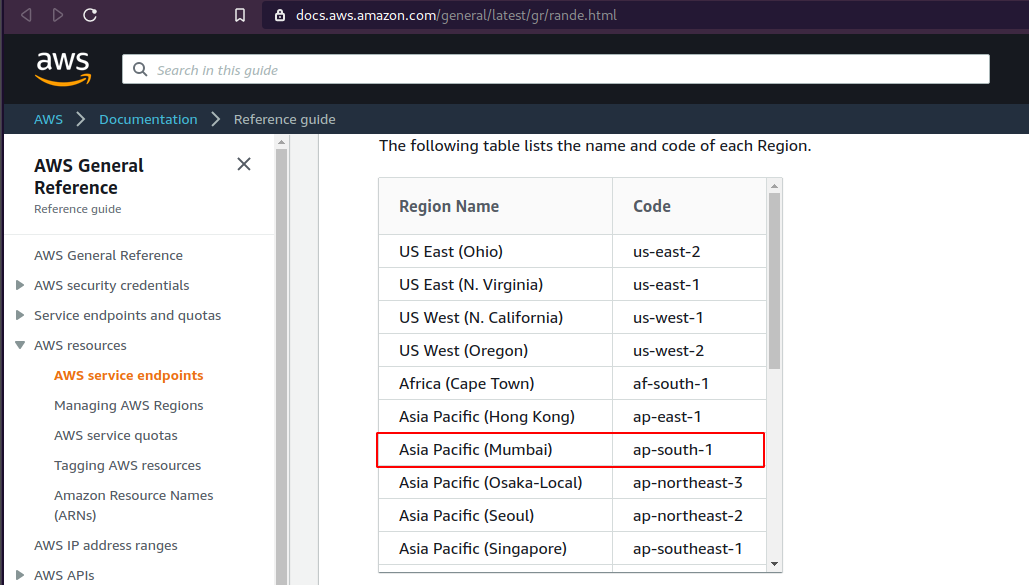 docs.aws.amazon.com/general/latest/gr/rande.html
aws
Search in this guide
AWS > Documentation > Reference guide
AWS General
Reference
Reference guide
AWS General Reference
AWS security credentials
Service endpoints and quotas
AWS resources
AWS service endpoints
Managing AWS Regions
AWS service quotas
Tagging AWS resources
Amazon Resource Names
(ARNs)
AWS IP address ranges
AWS APIs
The following table lists the name and code of each Region.
Region Name Code
US East (Ohio) us-east-2
US East (N. Virginia) us-east-1
US West (N. California) us-west-1
US West (Oregon) us-west-2
Africa (Cape Town) af-south-1
Asia Pacific (Hong Kong) ap-east-1
Asia Pacific (Mumbai) ap-south-1
Asia Pacific (Osaka-Local) ap-northeast-3
Asia Pacific (Seoul) ap-northeast-2
Asia Pacific (Singapore) ap-southeast-1